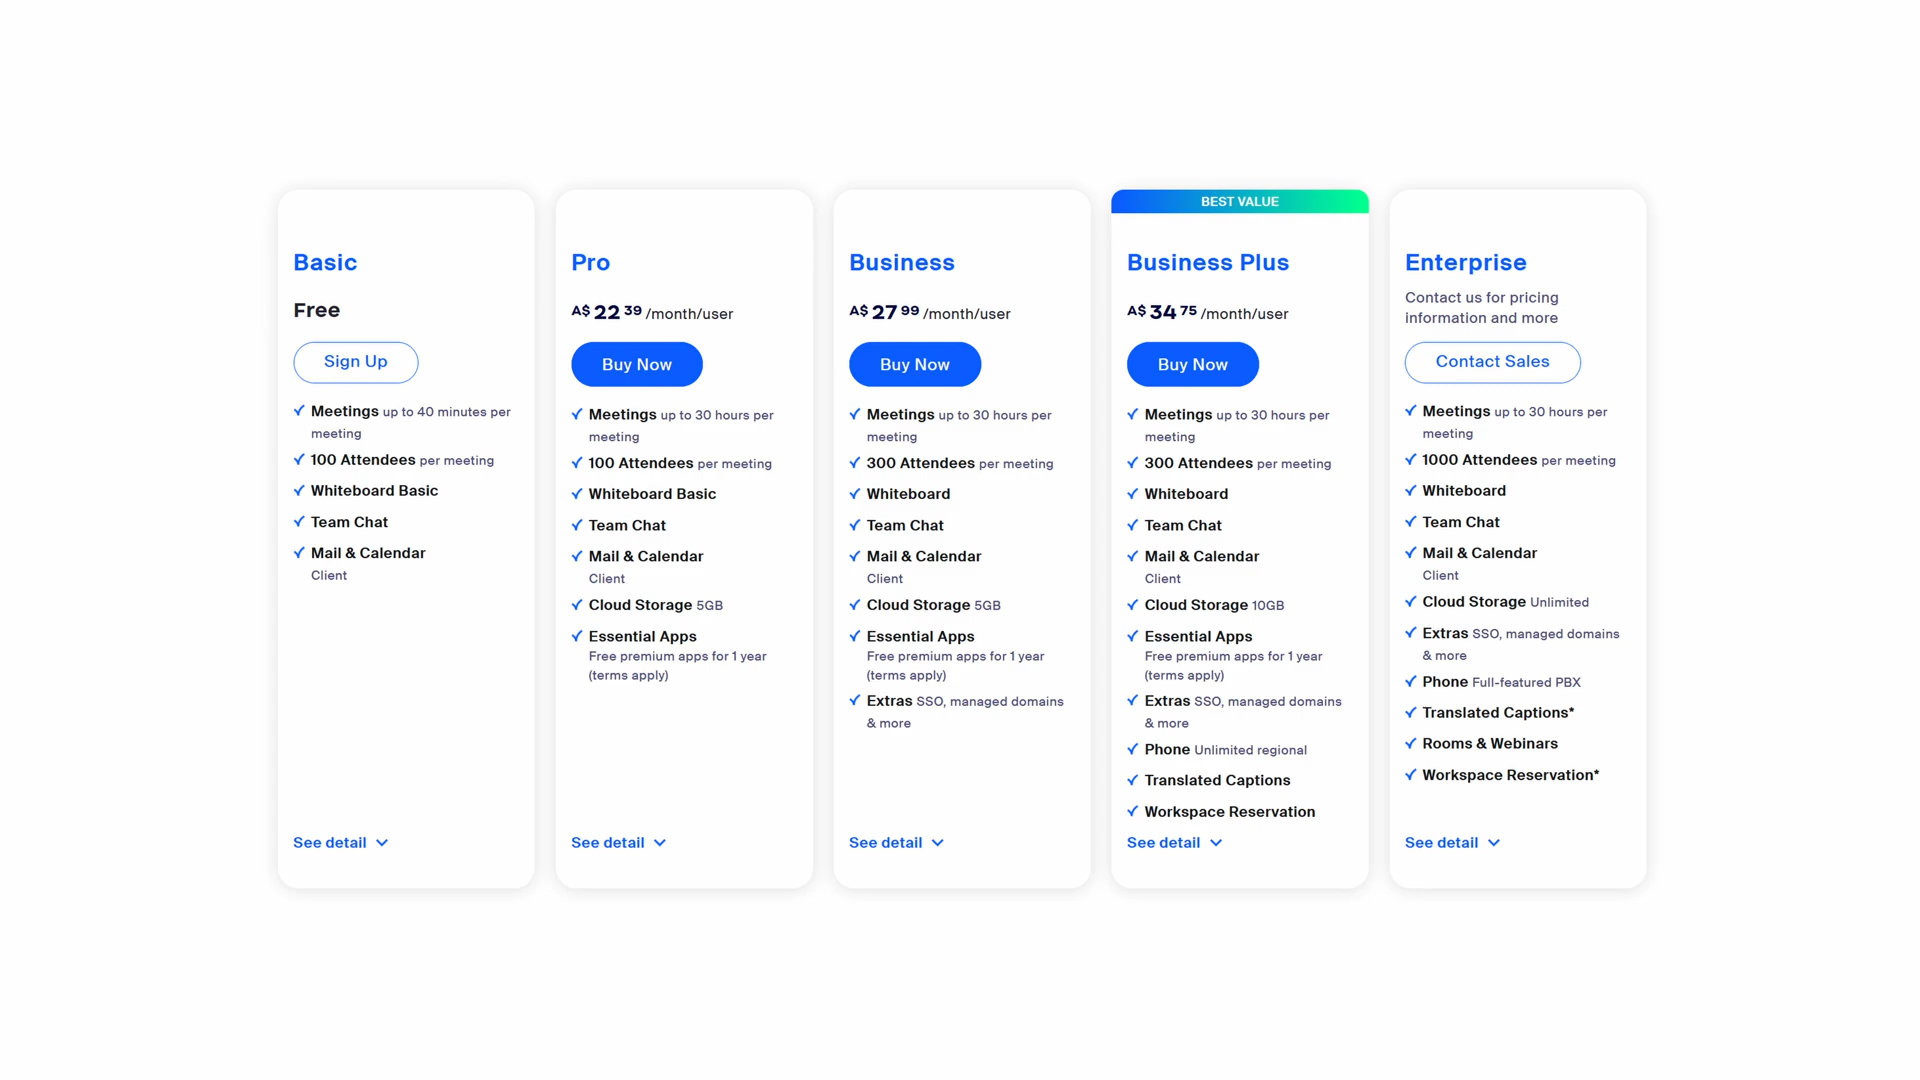 Basic
Free
Sign Up
Meetings up to 40 minutes per
meeting
100 Attendees per meeting
Whiteboard Basic
Team Chat
Mail & Calendar
Client
See detail
Pro
A$ 22 39 /month/user
Buy Now
Meetings up to 30 hours per
meeting
100 Attendees per meeting
Whiteboard Basic
Team Chat
Mail & Calendar
Client
Cloud Storage 5GB
Essential Apps
Free premium apps for 1 year
(terms apply)
See detail
Business
A$ 27 99 /month/user
Buy Now
Meetings up to 30 hours per
meeting
300 Attendees per meeting
Whiteboard
Team Chat
Mail & Calendar
Client
Cloud Storage 5GB
Essential Apps
Free premium apps for 1 year
(terms apply)
Extras SSO, managed domains
& more
See detail
BEST VALUE
Business Plus
A$ 34 75 /month/user
Buy Now
Meetings up to 30 hours per
meeting
300 Attendees per meeting
Whiteboard
Team Chat
Mail & Calendar
Client
Cloud Storage 10GB
Essential Apps
Free premium apps for 1 year
(terms apply)
Extras SSO, managed domains
& more
Phone Unlimited regional
Translated Captions
Workspace Reservation
See detail
Enterprise
Contact us for pricing
information and more
Contact Sales
Meetings up to 30 hours per
meeting
1000 Attendees per meeting
Whiteboard
Team Chat
Mail & Calendar
Client
Cloud Storage Unlimited
Extras SSO, managed domains
& more
Phone Full-featured PBX
Translated Captions*
Rooms & Webinars
Workspace Reservation*
See detail